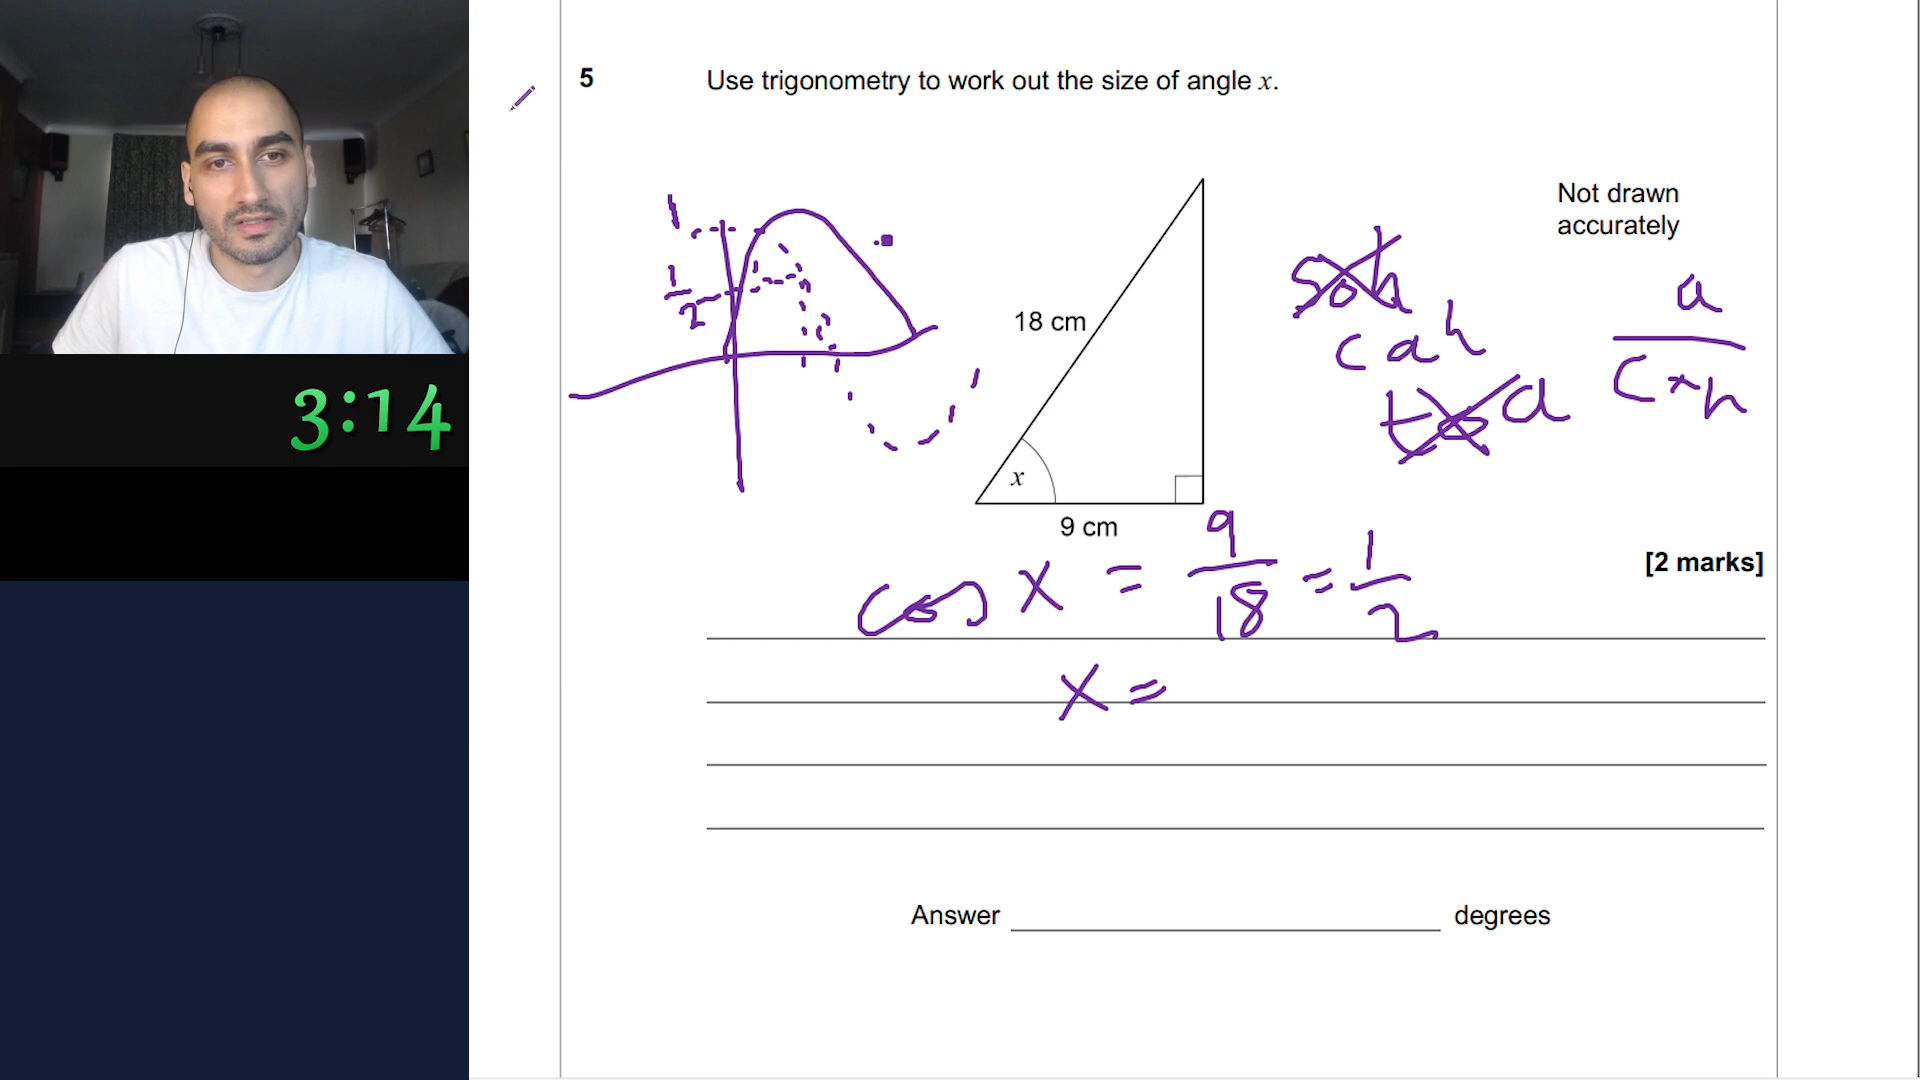 3:14
5 Use trigonometry to work out the size of angle x.
Not drawn
accurately
1
1/2
18 cm
x
9 cm
soh
cah
toa
a
c × h
[2 marks]
cos x = 9/18 = 1/2
x =
Answer degrees